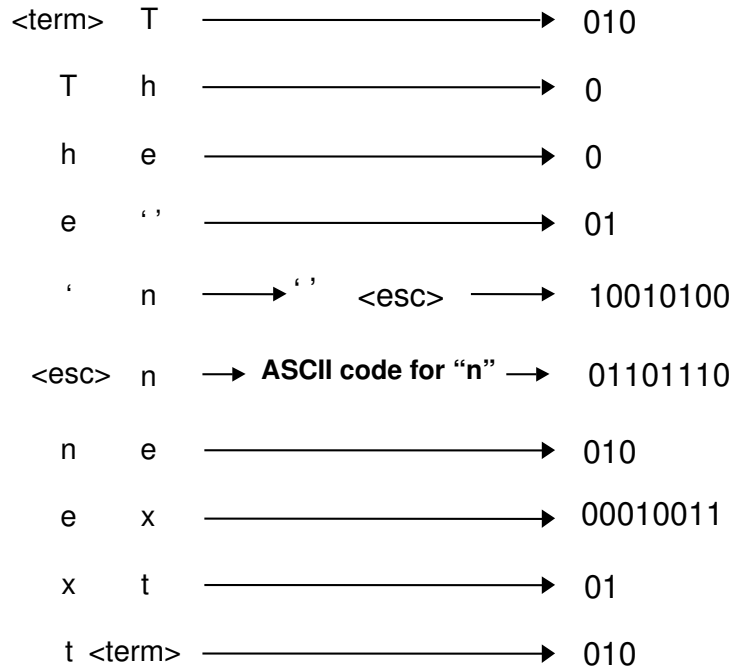 <term> T 010
T h 0
h e 0
e ‘ ’ 01
‘ n ‘ ’ <esc> 10010100
<esc> n ASCII code for “n” 01101110
n e 010
e x 00010011
x t 01
t <term> 010